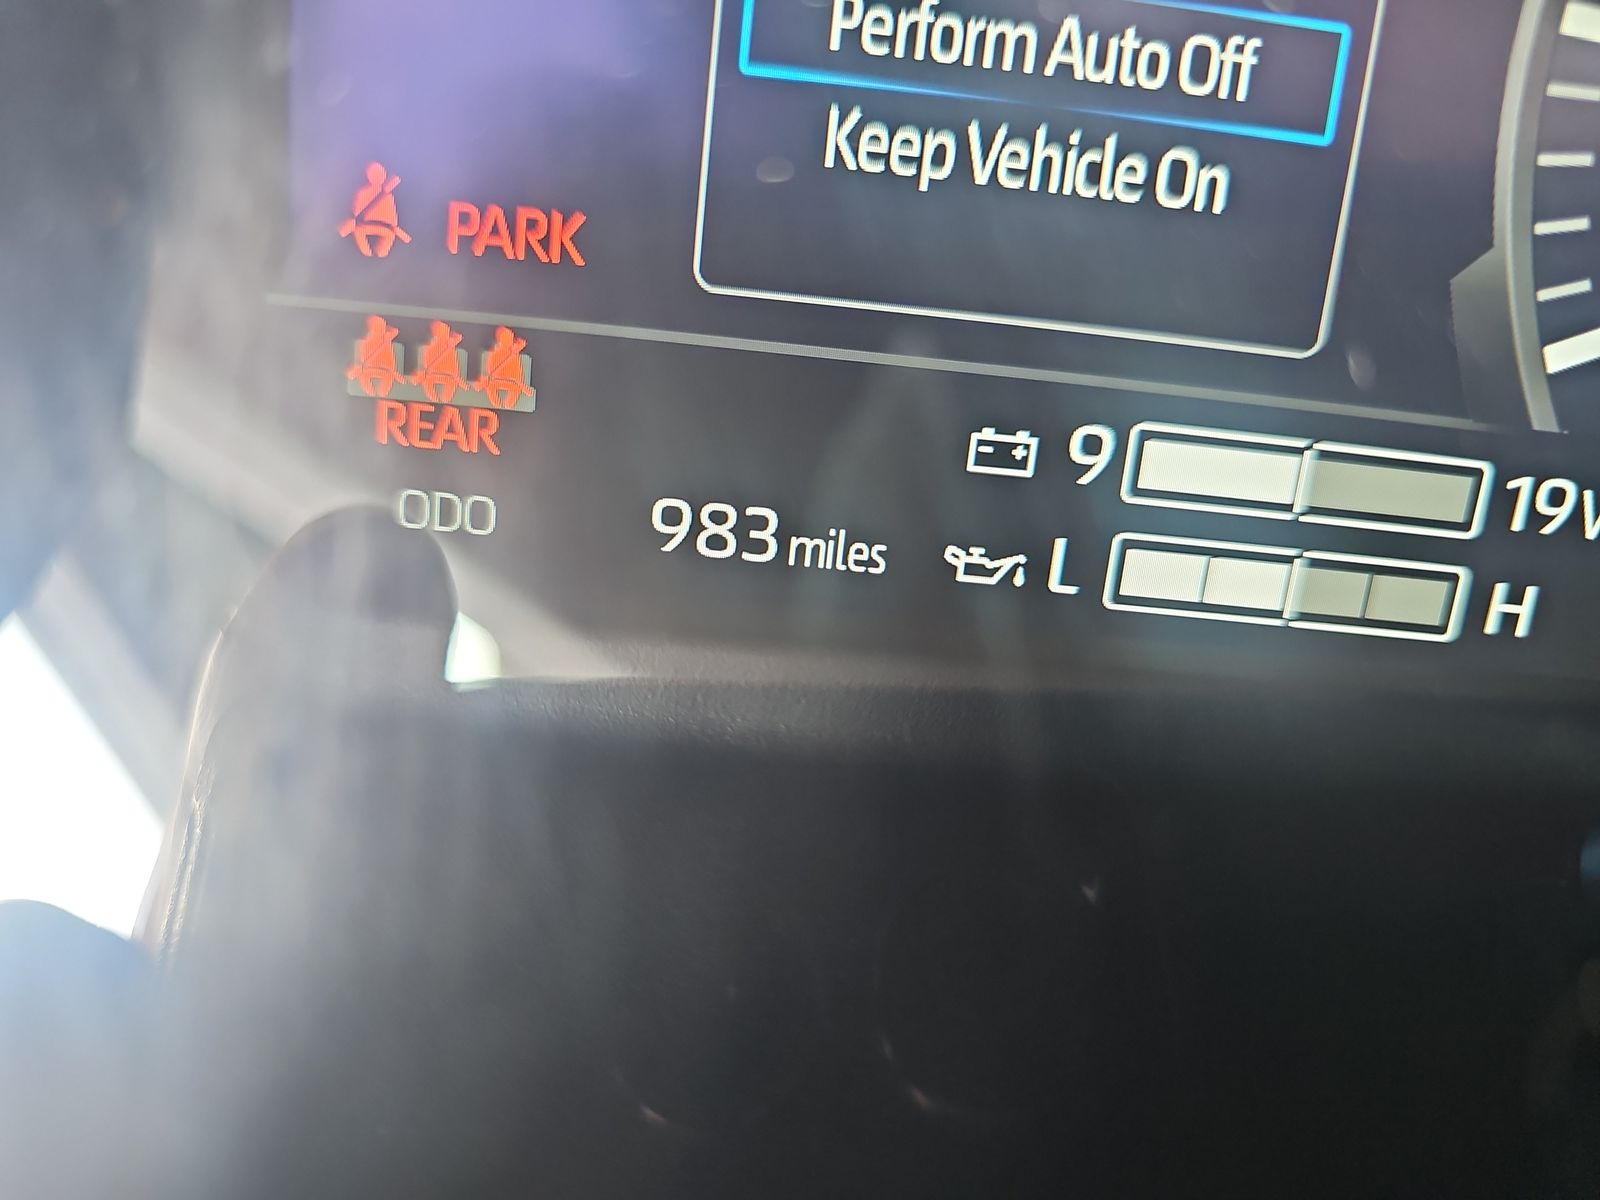 Perform Auto Off
Keep Vehicle On
PARK
REAR
ODO 983 miles
9 19V
L H